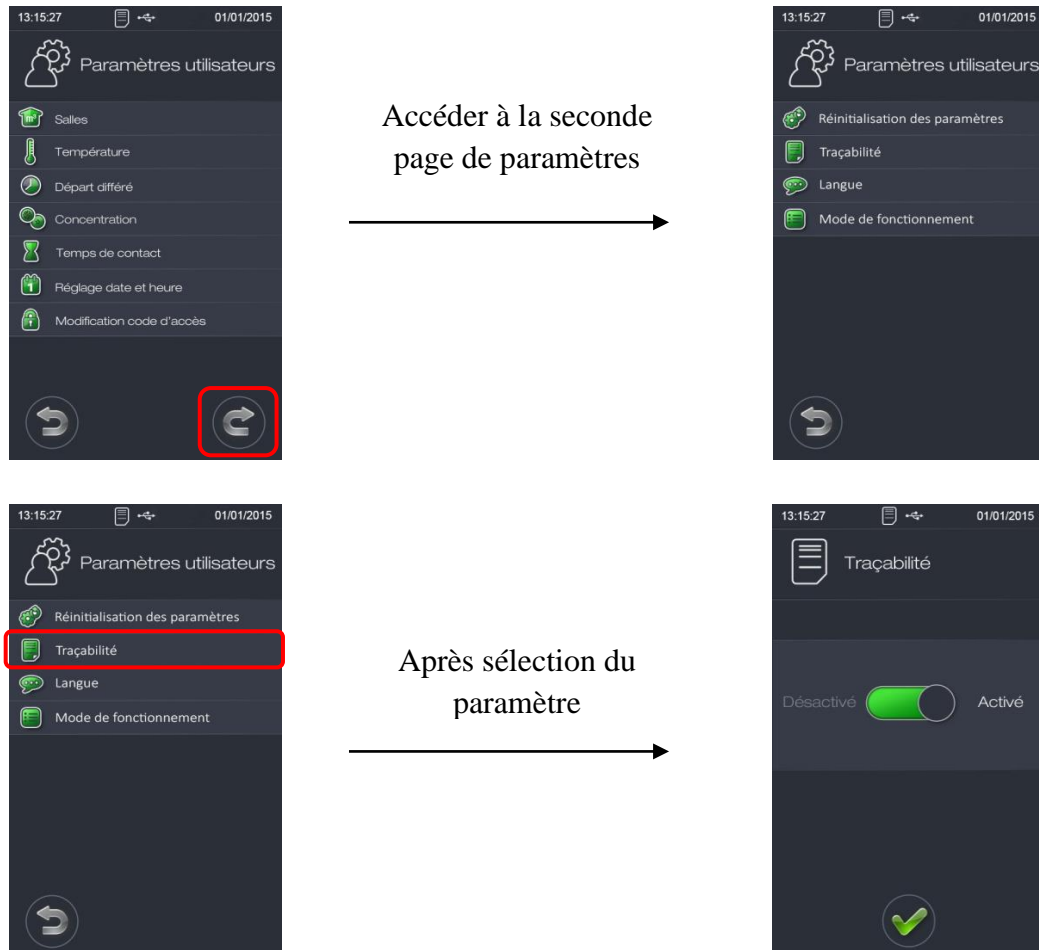 13:15:27 01/01/2015
Paramètres utilisateurs
Salles
Température
Départ différé
Concentration
Temps de contact
1
Réglage date et heure
Modification code d'accès
Accéder à la seconde
page de paramètres
13:15:27 01/01/2015
Paramètres utilisateurs
Réinitialisation des paramètres
Traçabilité
Langue
Mode de fonctionnement
13:15:27 01/01/2015
Paramètres utilisateurs
Réinitialisation des paramètres
Traçabilité
Langue
Mode de fonctionnement
Après sélection du
paramètre
13:15:27 01/01/2015
Traçabilité
Désactivé Activé